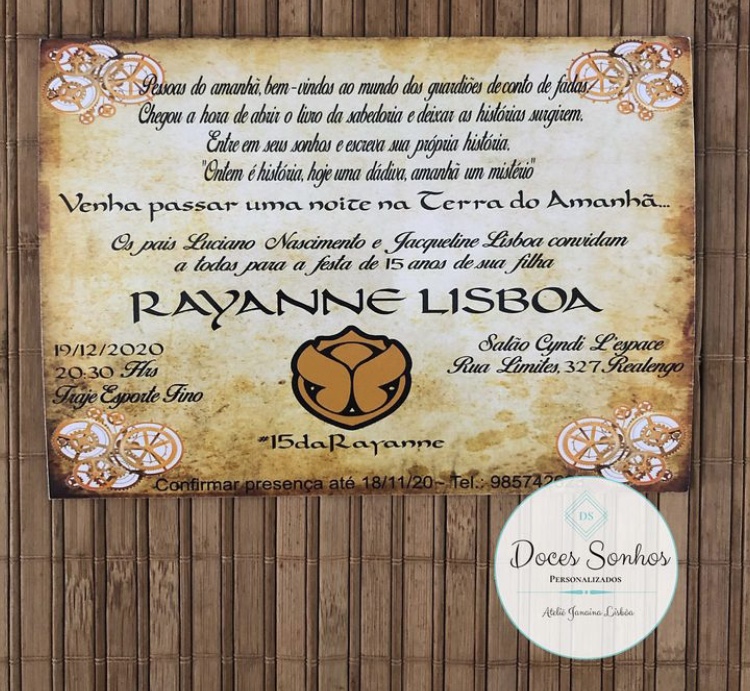 Pessoas do amanhã, bem-vindos ao mundo dos guardiões de conto de fadas,
Chegou a hora de abrir o livro da sabedoria e deixar as histórias surgirem.
Entre em seus sonhos e escreva sua própria história.
"Ontem é história, hoje uma dádiva, amanhã um mistério"
Venha passar uma noite na Terra do Amanhã...
Os pais Luciano Nascimento e Jacqueline Lisboa convidam
a todos para a festa de 15 anos de sua filha
RAYANNE LISBOA
19/12/2020
20:30 Hrs
Traje Esporte Fino
Salão Cyndi L'espace
Rua Limites, 327 Realengo
#15daRayanne
Confirmar presença até 18/11/20 - Tel.:
DS
Doces Sonhos
PERSONALIZADOS
Ateliê Janaina Lisbôa